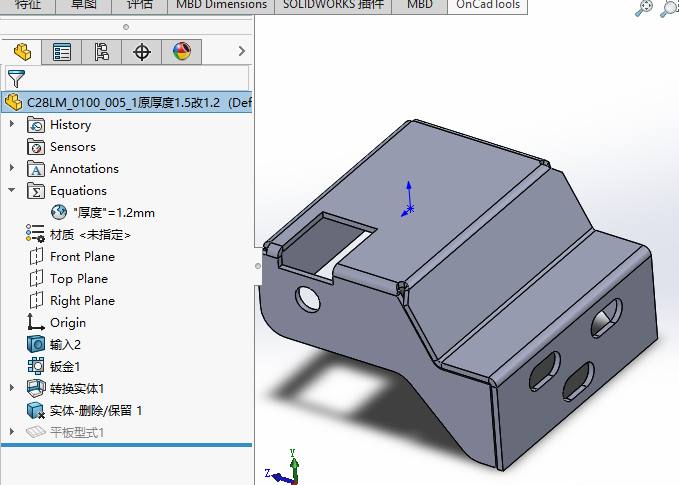 特征 草图 评估 MBD Dimensions SOLIDWORKS 插件 MBD OnCadTools
C28LM_0100_005_1原厚度1.5改1.2 (Def
History
Sensors
Annotations
Equations
"厚度"=1.2mm
材质 <未指定>
Front Plane
Top Plane
Right Plane
Origin
输入2
钣金1
转换实体1
实体-删除/保留 1
平板型式1
Y
Z